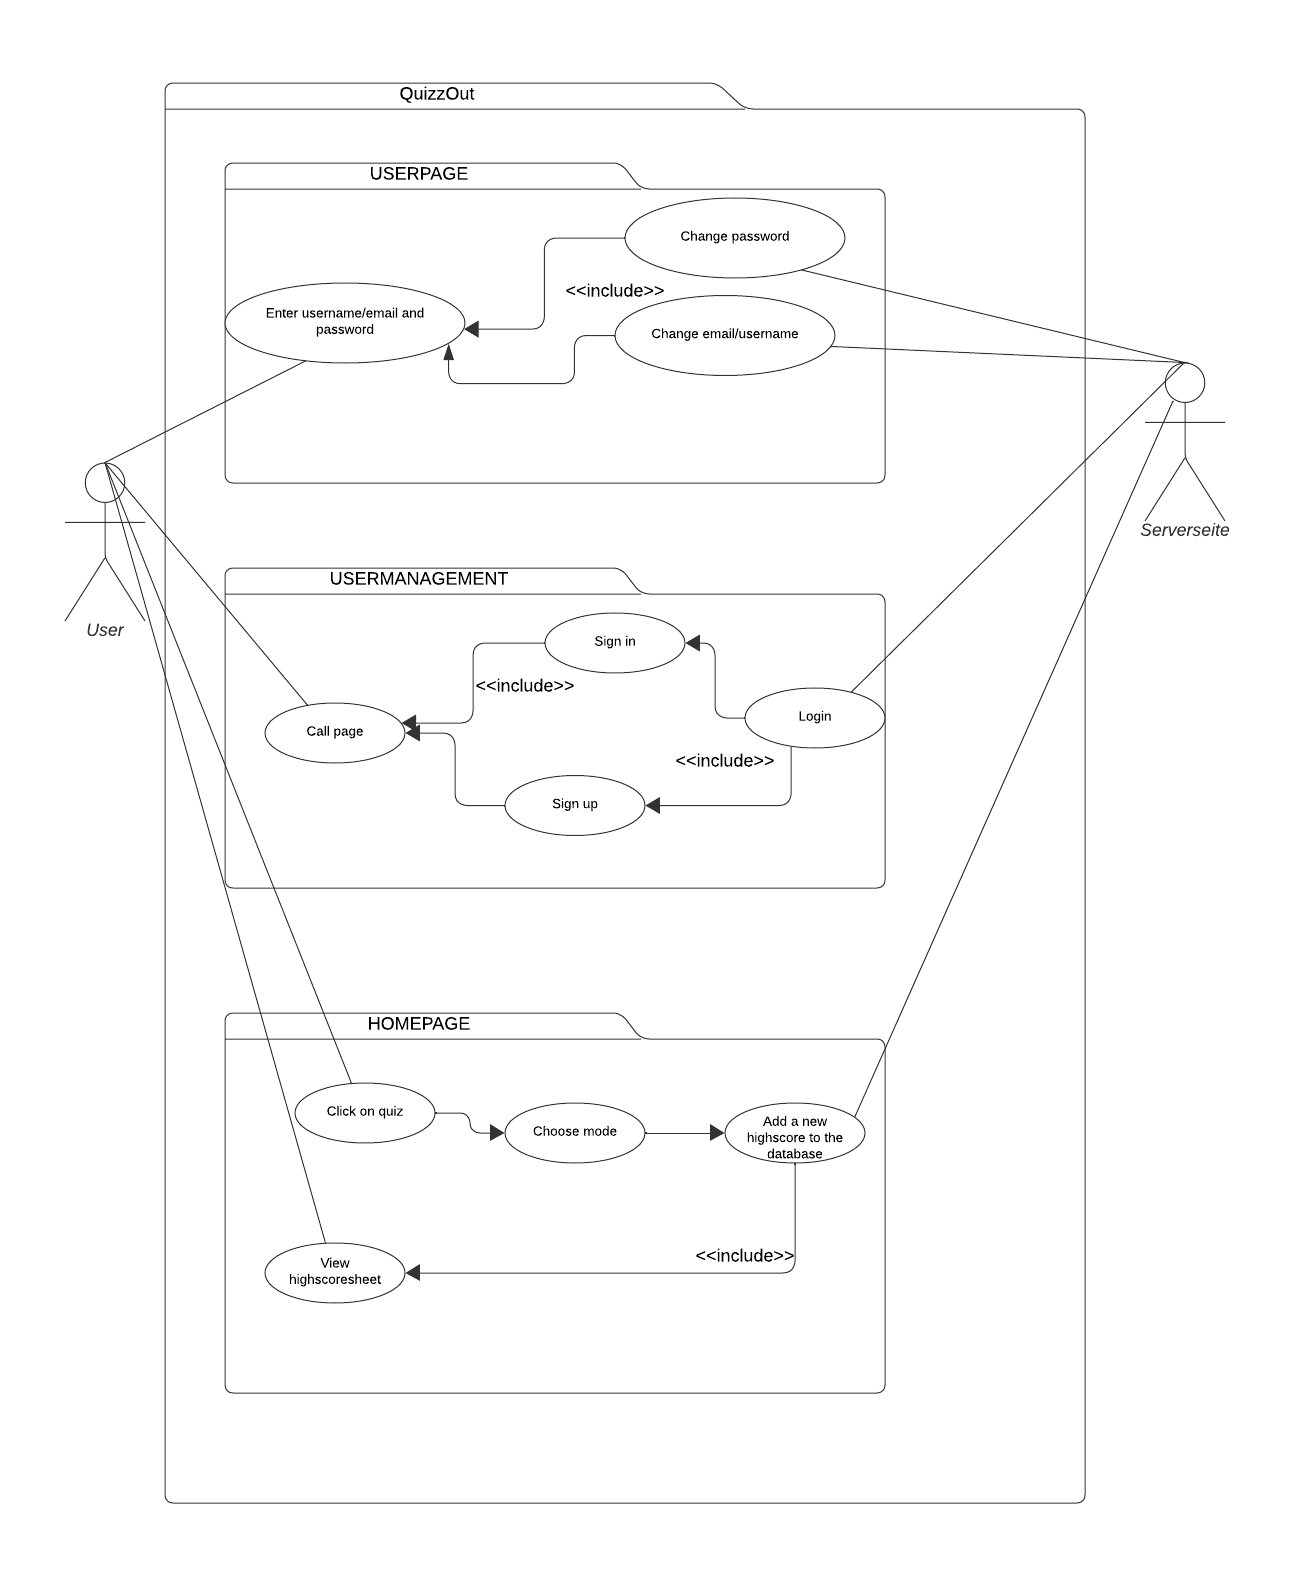 QuizzOut
USERPAGE
Change password
<<include>>
Enter username/email and
password
Change email/username
Serverseite
User
USERMANAGEMENT
Sign in
<<include>>
Login
Call page
<<include>>
Sign up
HOMEPAGE
Click on quiz
Choose mode
Add a new
highscore to the
database
<<include>>
View
highscoresheet